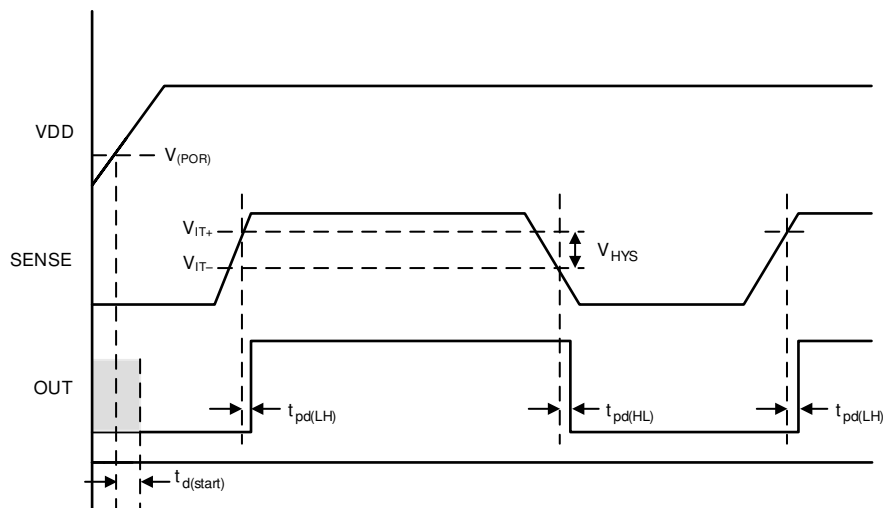 VDD
V(POR)
VIT+
VIT–
VHYS
SENSE
OUT
tpd(LH)
tpd(HL)
tpd(LH)
td(start)